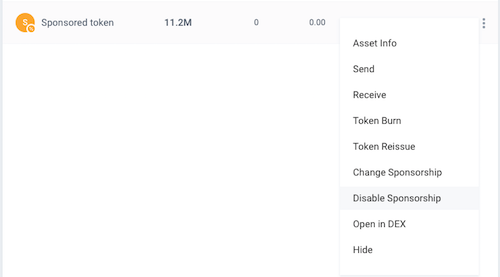 S Sponsored token 11.2M 0 0.00
Asset Info
Send
Receive
Token Burn
Token Reissue
Change Sponsorship
Disable Sponsorship
Open in DEX
Hide